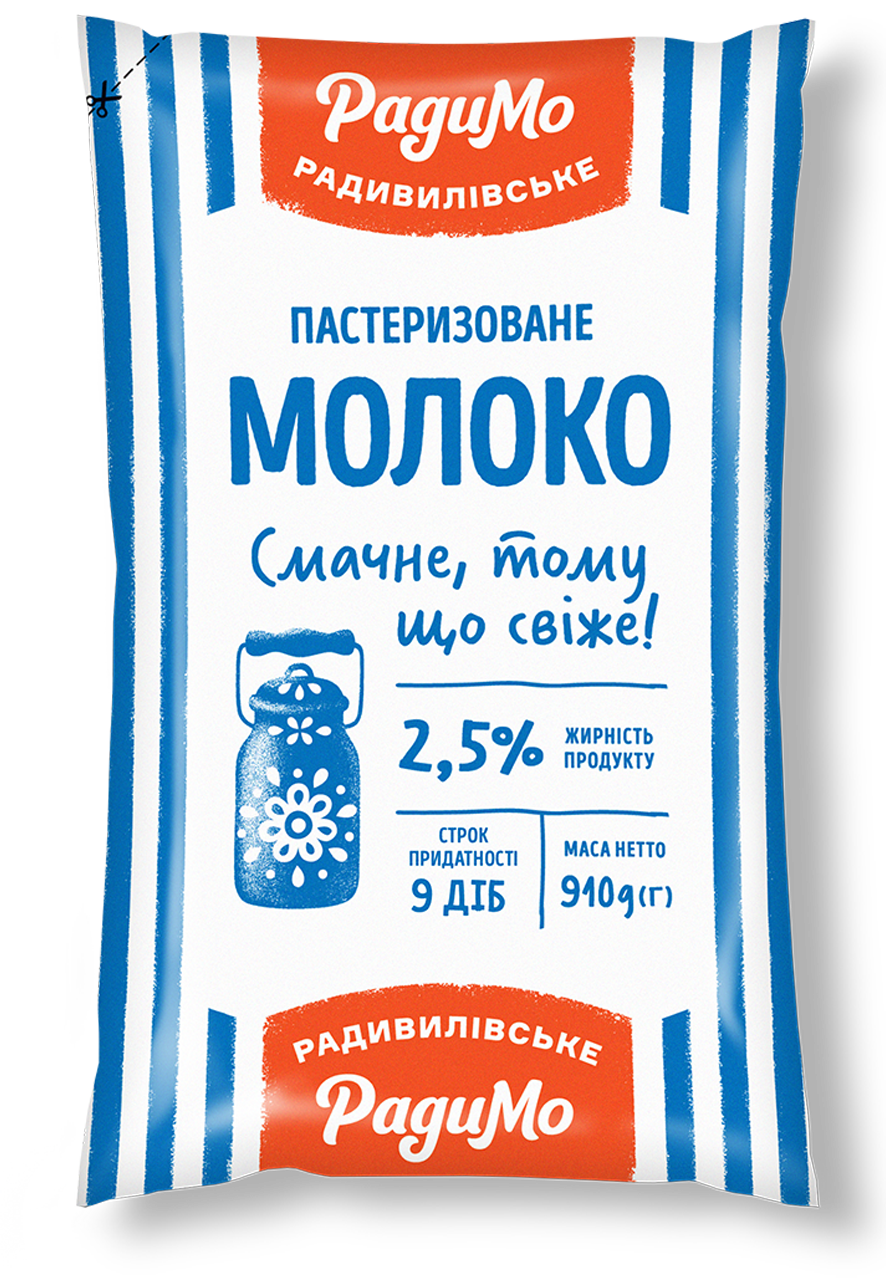 РадиМо
РАДИВИЛІВСЬКЕ
ПАСТЕРИЗОВАНЕ
МОЛОКО
Смачне, тому
що свіже!
2,5% ЖИРНІСТЬ
ПРОДУКТУ
СТРОК
ПРИДАТНОСТІ
9 ДІБ
МАСА НЕТТО
910g(г)
РАДИВИЛІВСЬКЕ
РадиМо